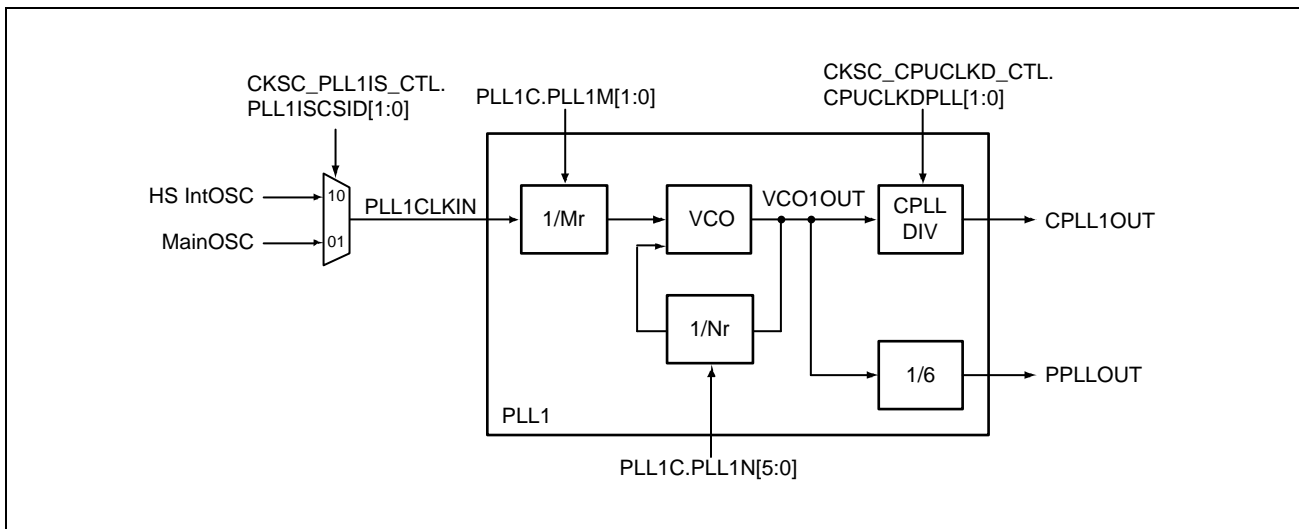 CKSC_PLL1IS_CTL.
PLL1ISCSID[1:0]
PLL1C.PLL1M[1:0]
CKSC_CPUCLKD_CTL.
CPUCLKDPLL[1:0]
HS IntOSC
10
MainOSC
01
PLL1CLKIN
1/Mr
VCO
VCO1OUT
CPLL
DIV
CPLL1OUT
1/Nr
1/6
PPLLOUT
PLL1
PLL1C.PLL1N[5:0]